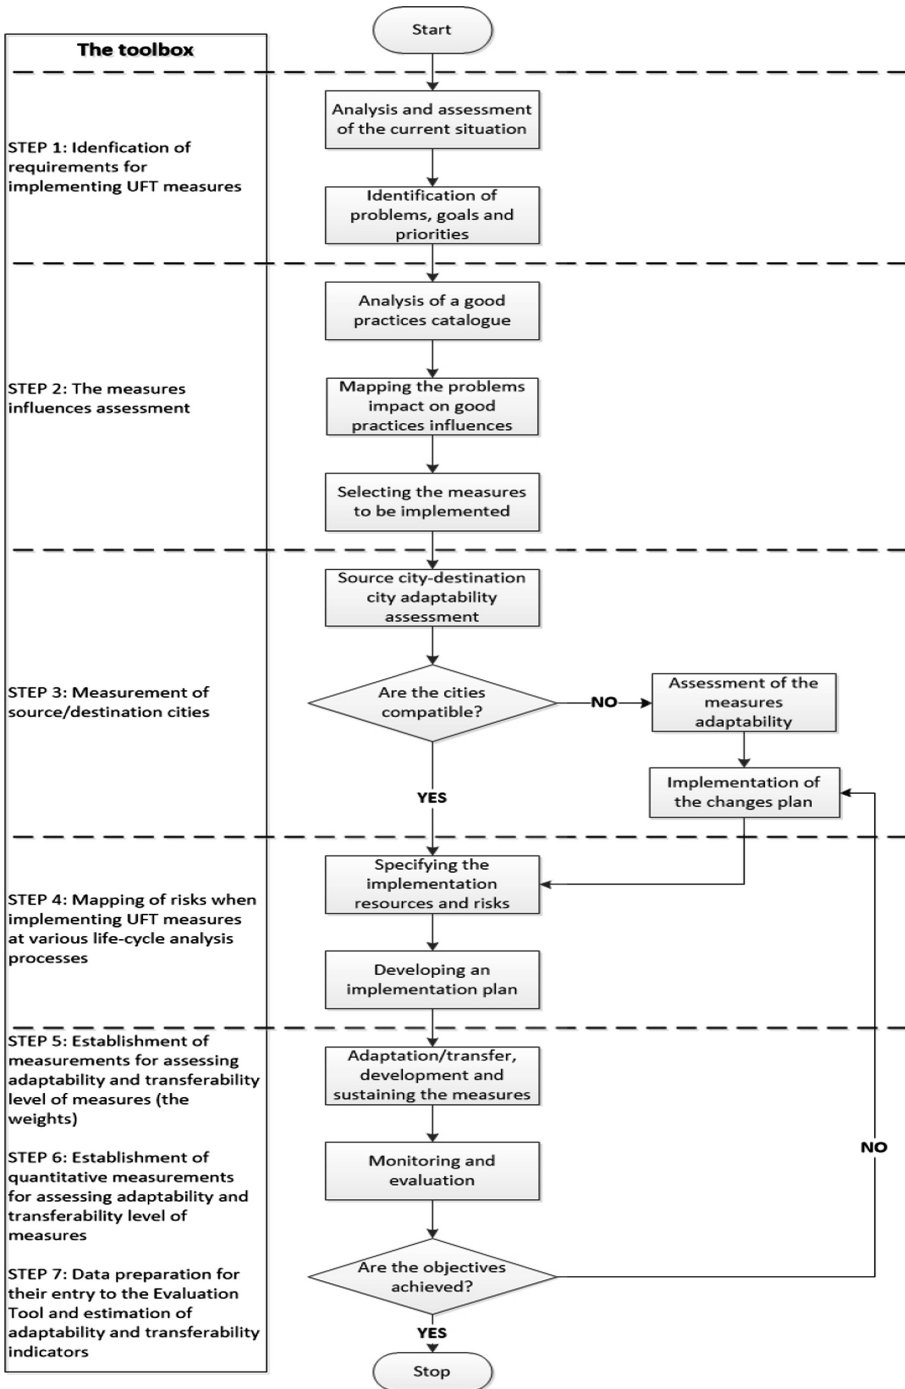 Start
The toolbox
Analysis and assessment
of the current situation
STEP 1: Idenfication of
requirements for
implementing UFT measures
Identification of
problems, goals and
priorities
Analysis of a good
practices catalogue
STEP 2: The measures
influences assessment
Mapping the problems
impact on good
practices influences
Selecting the measures
to be implemented
Source city-destination
city adaptability
assessment
STEP 3: Measurement of
source/destination cities
Are the cities
compatible?
NO
Assessment of the
measures
adaptability
YES
Implementation of
the changes plan
STEP 4: Mapping of risks when
implementing UFT measures
at various life-cycle analysis
processes
Specifying the
implementation
resources and risks
Developing an
implementation plan
STEP 5: Establishment of
measurements for assessing
adaptability and transferability
level of measures (the
weights)
Adaptation/transfer,
development and
sustaining the measures
STEP 6: Establishment of
quantitative measurements
for assessing adaptability and
transferability level of
measures
Monitoring and
evaluation
NO
STEP 7: Data preparation for
their entry to the Evaluation
Tool and estimation of
adaptability and transferability
indicators
Are the objectives
achieved?
YES
Stop